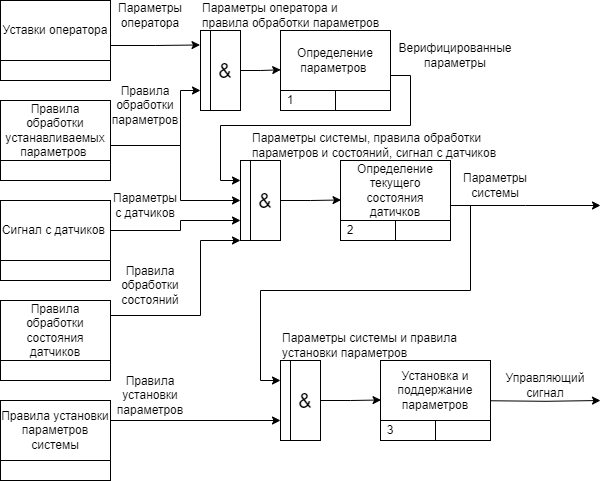 Уставки оператора
Параметры
оператора
Параметры оператора и
правила обработки параметров
&
Определение
параметров
1
Верифицированные
параметры
Правила
обработки
устанавливаемых
параметров
Правила
обработки
параметров
Параметры системы, правила обработки
параметров и состояний, сигнал с датчиков
&
Определение
текущего
состояния
датичков
2
Параметры
системы
Сигнал с датчиков
Параметры
с датчиков
Правила
обработки
состояния
датчиков
Правила
обработки
состояний
Параметры системы и правила
установки параметров
&
Установка и
поддержание
параметров
3
Управляющий
сигнал
Правила установки
параметров
системы
Правила
установки
параметров